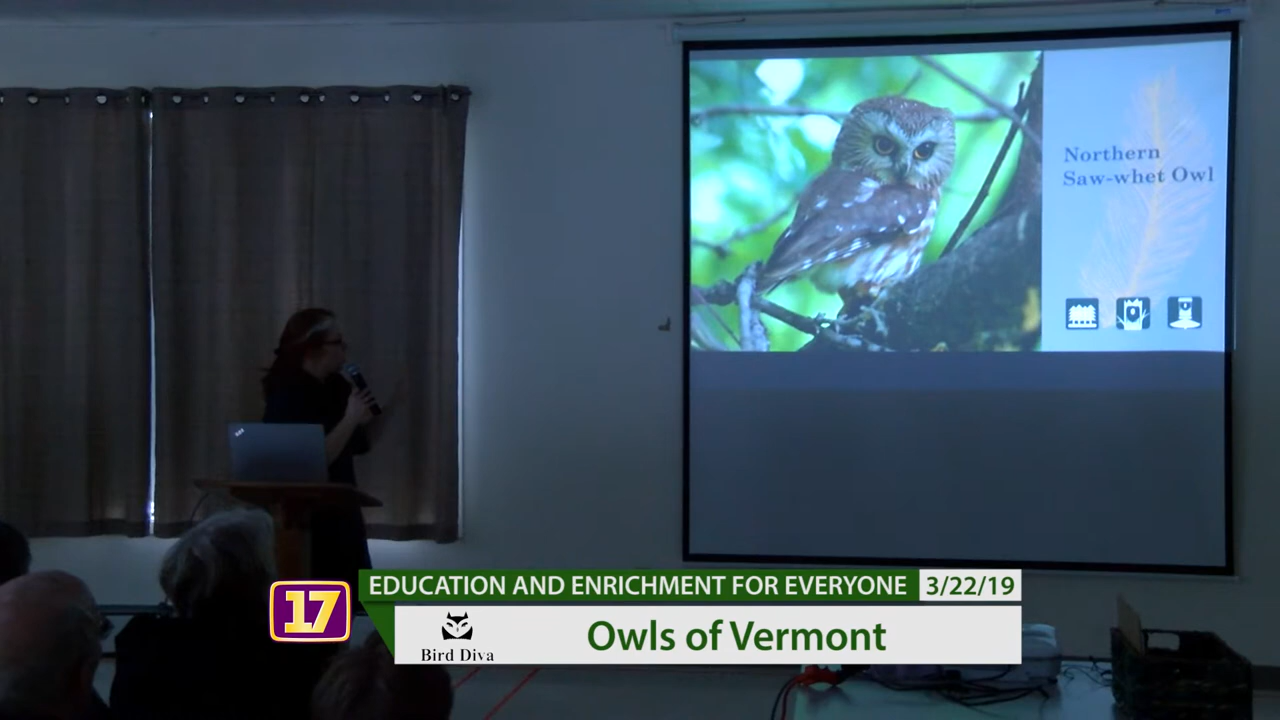 Northern
Saw-whet Owl
17
EDUCATION AND ENRICHMENT FOR EVERYONE 3/22/19
Bird Diva
Owls of Vermont